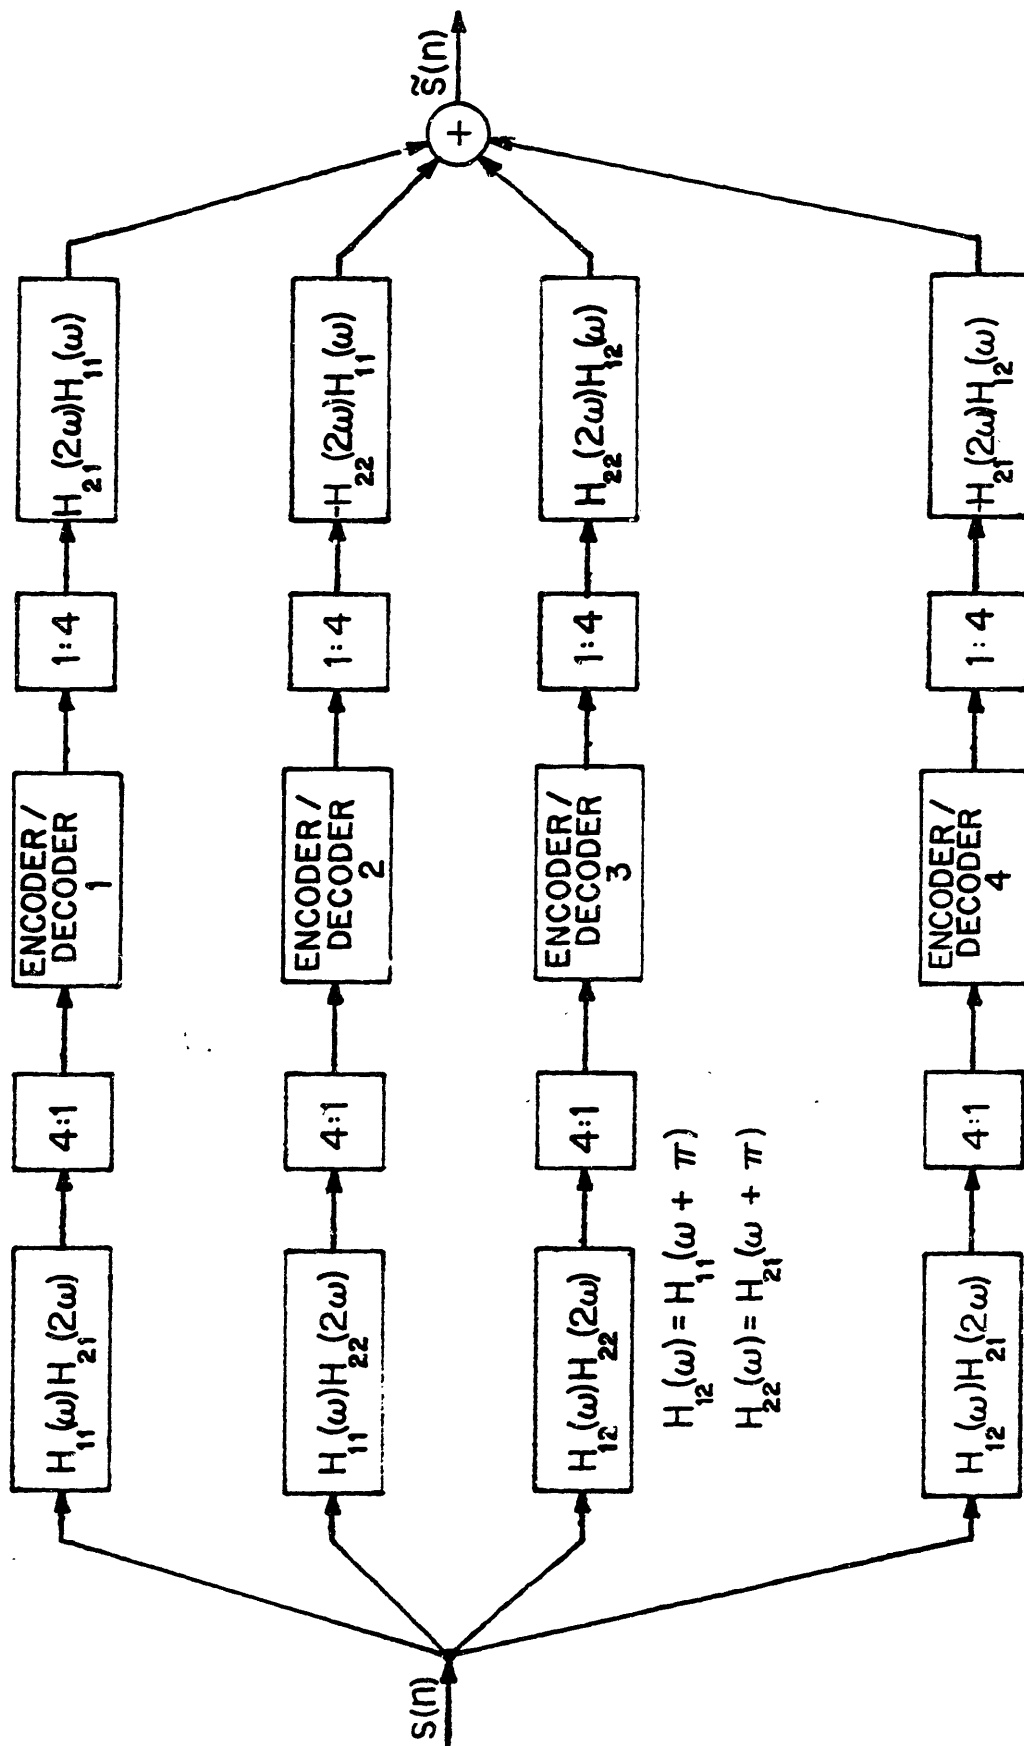 S(n)
H₁₁(ω)H₂₁(2ω)
4:1
ENCODER/
DECODER
1
1:4
H₂₁(2ω)H₁₁(ω)
H₁₁(ω)H₂₂(2ω)
4:1
ENCODER/
DECODER
2
1:4
-H₂₂(2ω)H₁₁(ω)
H₁₂(ω)H₂₂(2ω)
4:1
ENCODER/
DECODER
3
1:4
H₂₂(2ω)H₁₂(ω)
H₁₂(ω) = H₁₁(ω + π)
H₂₂(ω) = H₂₁(ω + π)
H₁₂(ω)H₂₁(2ω)
4:1
ENCODER/
DECODER
4
1:4
-H₂₁(2ω)H₁₂(ω)
+
s̃(n)